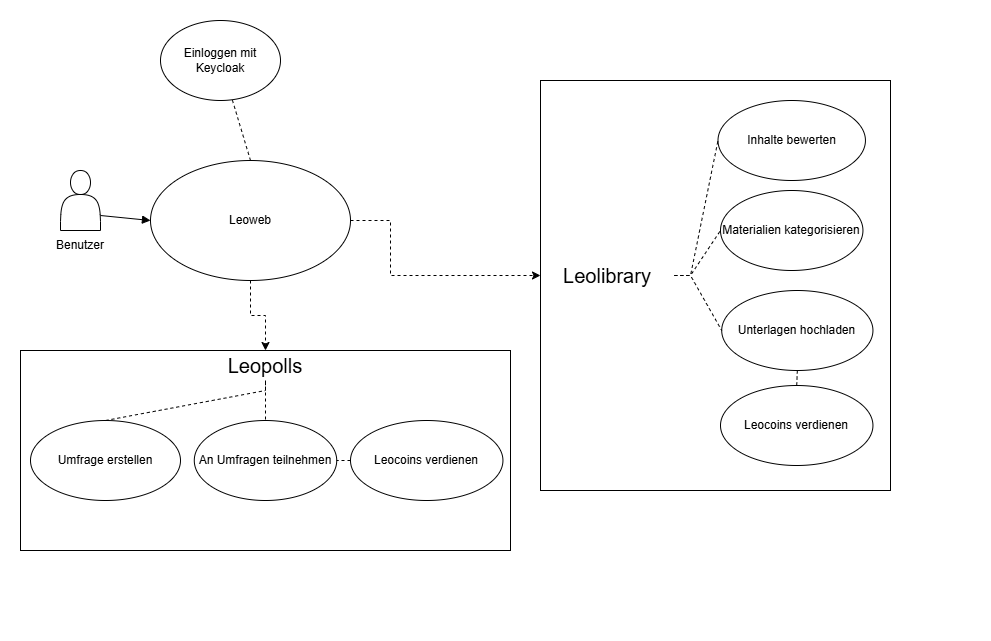 Einloggen mit
Keycloak
Leoweb
Benutzer
Leolibrary
Inhalte bewerten
Materialien kategorisieren
Unterlagen hochladen
Leocoins verdienen
Leopolls
Umfrage erstellen
An Umfragen teilnehmen
Leocoins verdienen